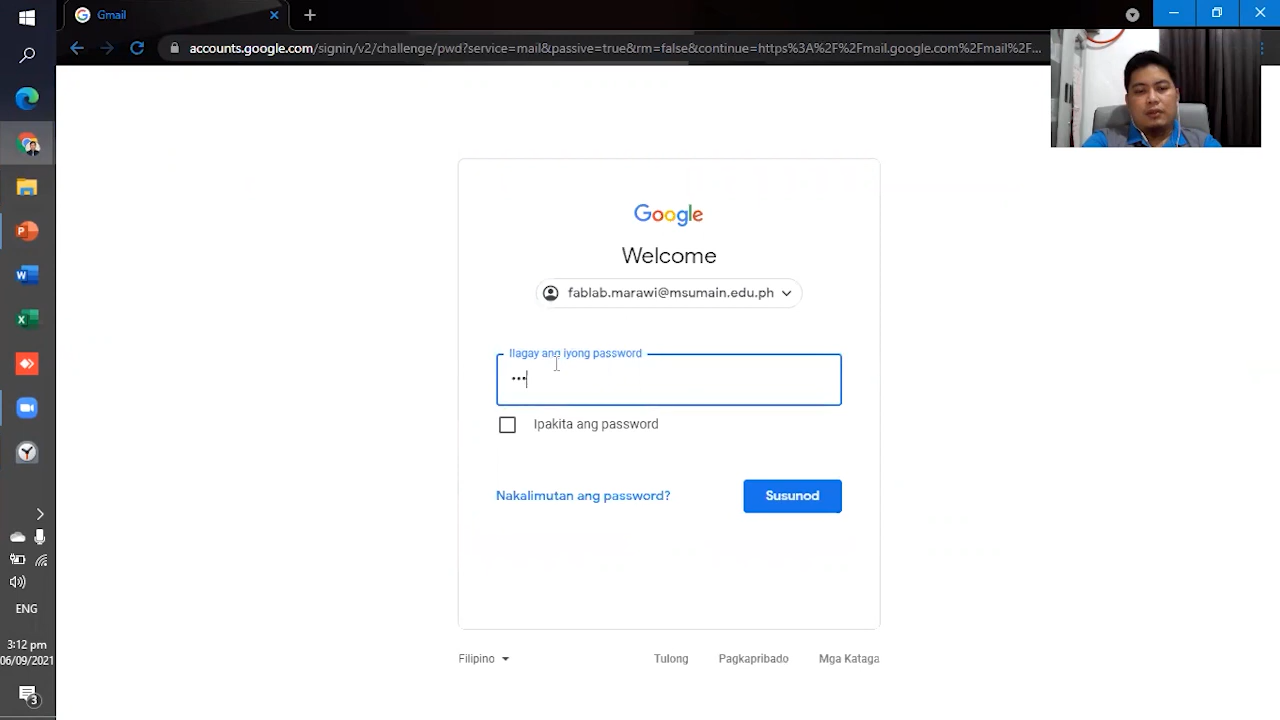 Gmail
accounts.google.com/signin/v2/challenge/pwd?service=mail&passive=true&rm=false&continue=https%3A%2F%2Fmail.google.com%2Fmail%2F...
Google
Welcome
fablab.marawi@msumain.edu.ph
Ilagay ang iyong password
•••
Ipakita ang password
Nakalimutan ang password?
Susunod
Filipino
Tulong
Pagkapribado
Mga Kataga
ENG
3:12 pm
06/09/2021
3